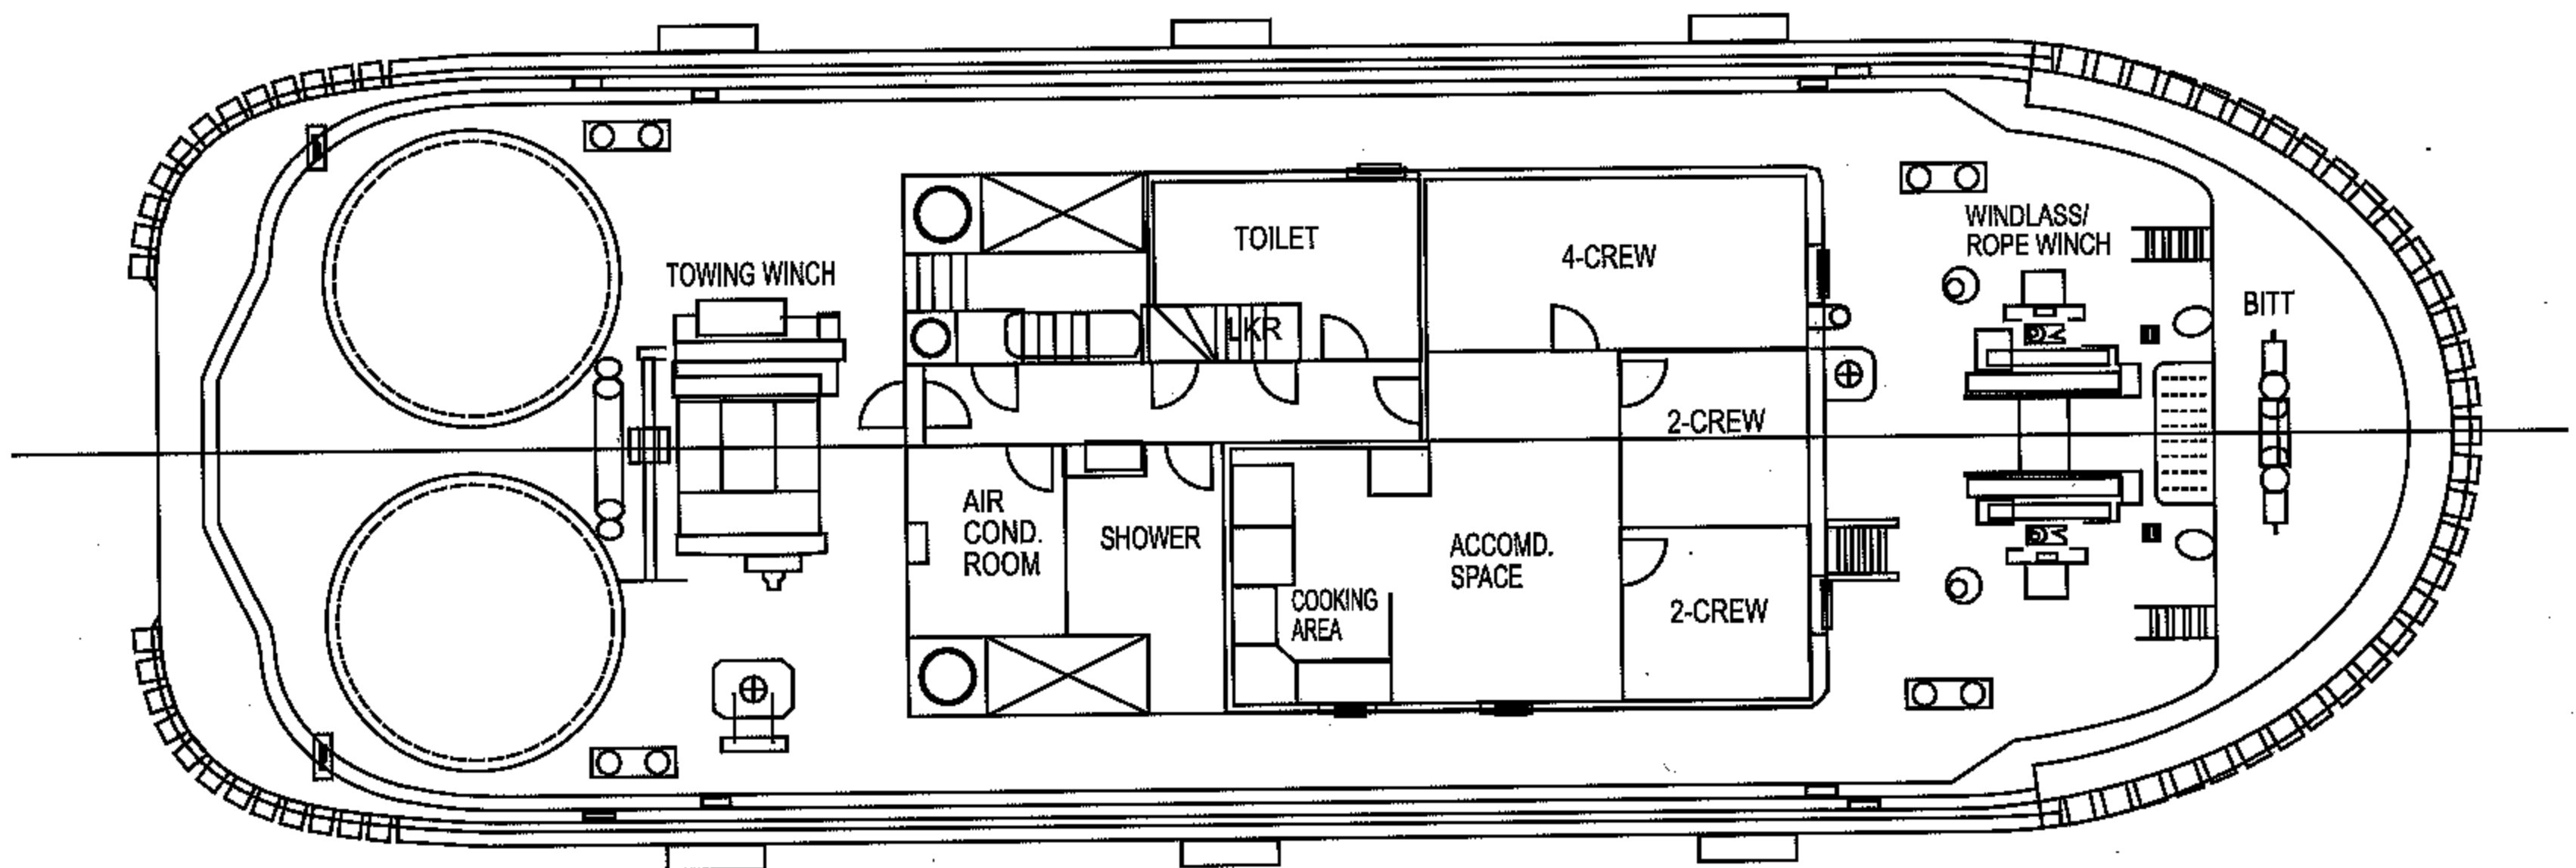 TOWING WINCH
TOILET
LKR
4-CREW
WINDLASS/
ROPE WINCH
BITT
2-CREW
AIR
COND.
ROOM
SHOWER
COOKING
AREA
ACCOMD.
SPACE
2-CREW